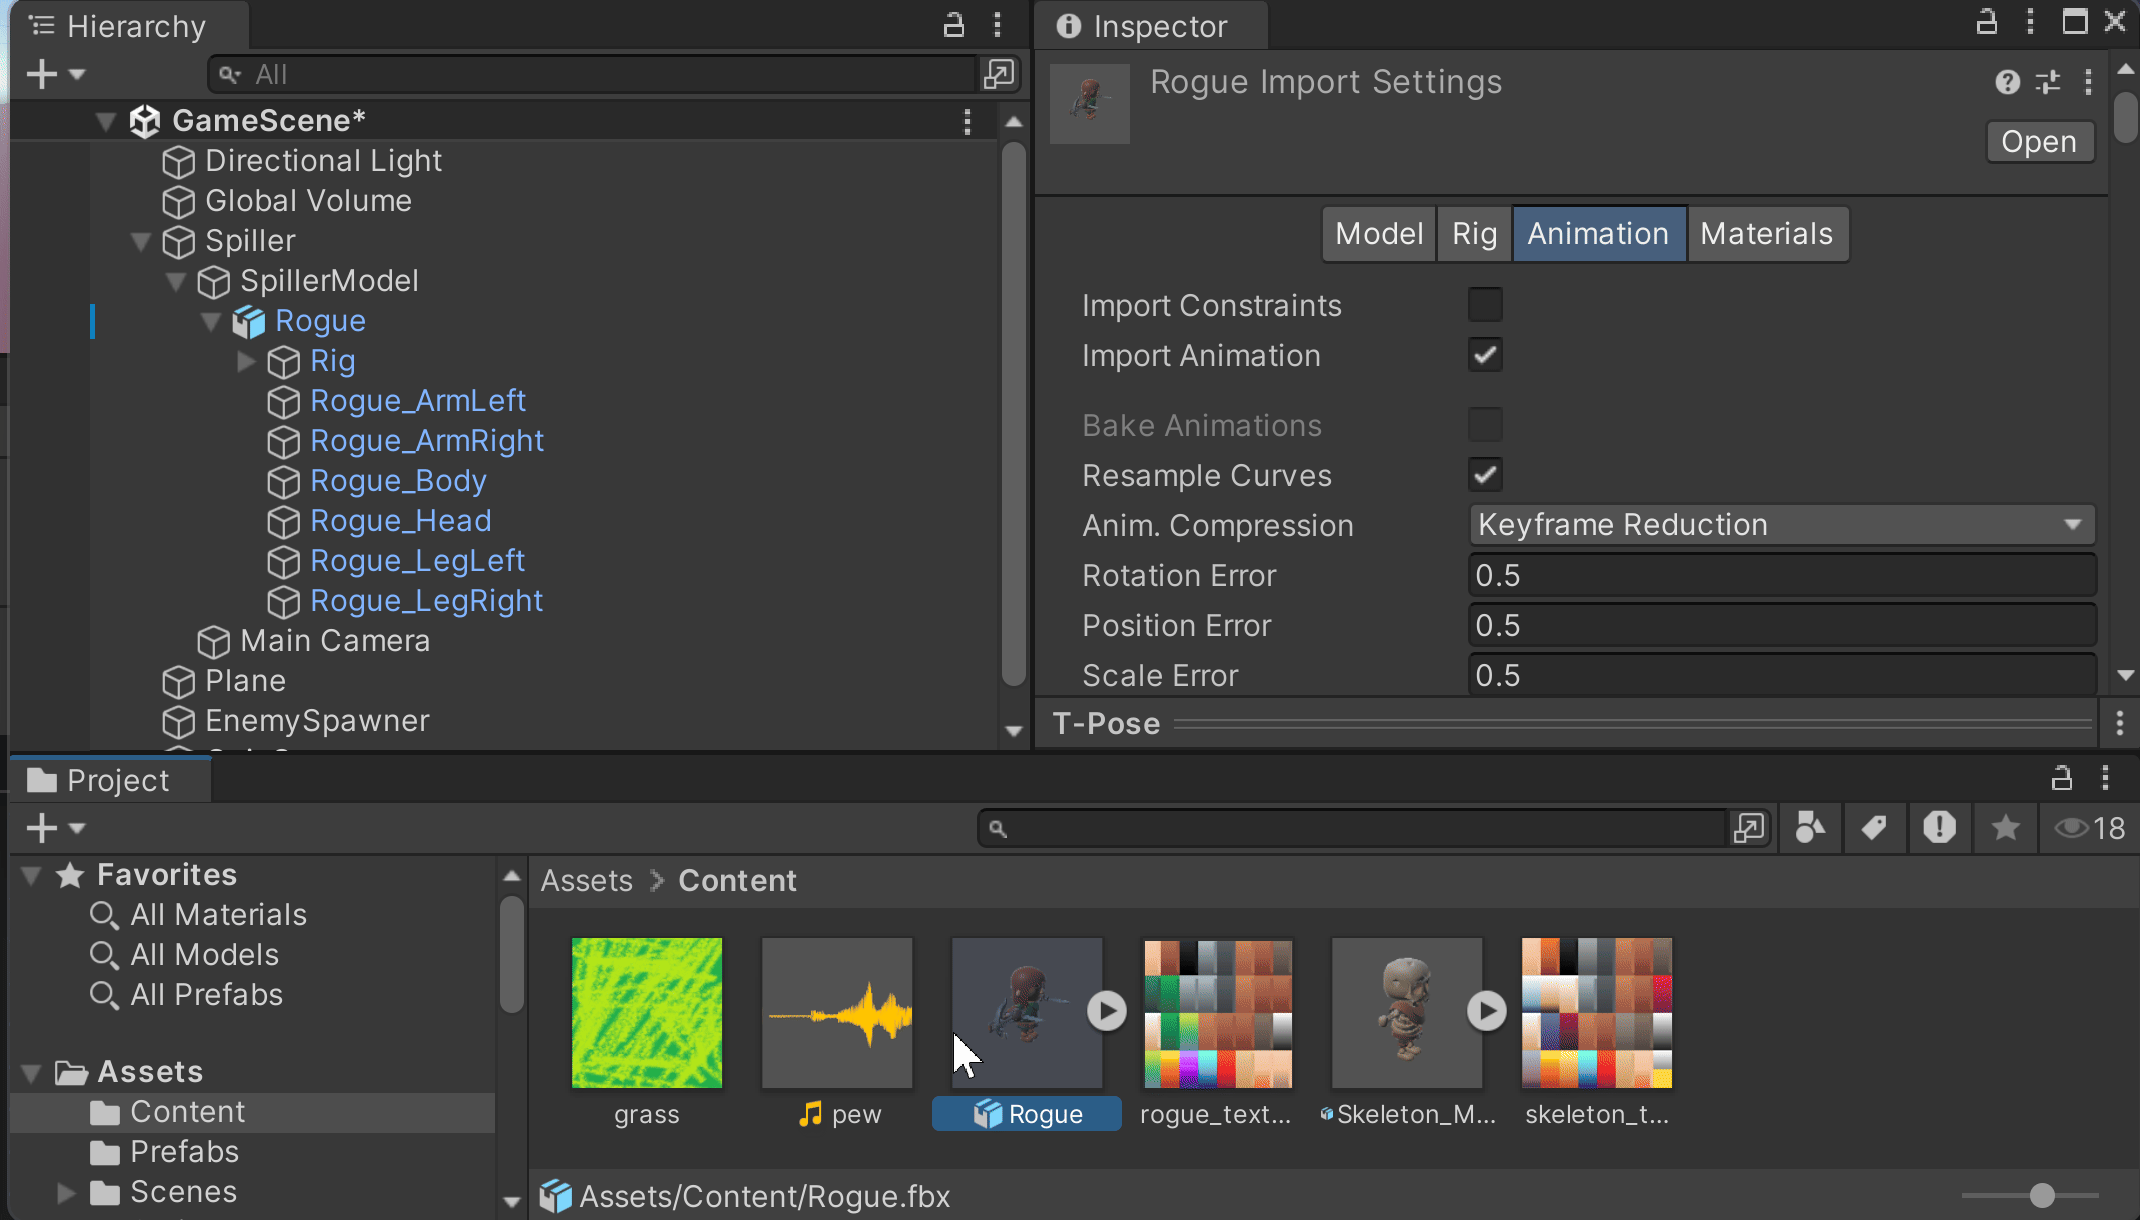 Hierarchy
All
GameScene*
Directional Light
Global Volume
Spiller
SpillerModel
Rogue
Rig
Rogue_ArmLeft
Rogue_ArmRight
Rogue_Body
Rogue_Head
Rogue_LegLeft
Rogue_LegRight
Main Camera
Plane
EnemySpawner
Inspector
Rogue Import Settings
Open
Model Rig Animation Materials
Import Constraints
Import Animation
Bake Animations
Resample Curves
Anim. Compression Keyframe Reduction
Rotation Error 0.5
Position Error 0.5
Scale Error 0.5
T-Pose
Project
18
Favorites
All Materials
All Models
All Prefabs
Assets
Content
Prefabs
Scenes
Assets > Content
grass
pew
Rogue
rogue_text...
Skeleton_M...
skeleton_t...
Assets/Content/Rogue.fbx